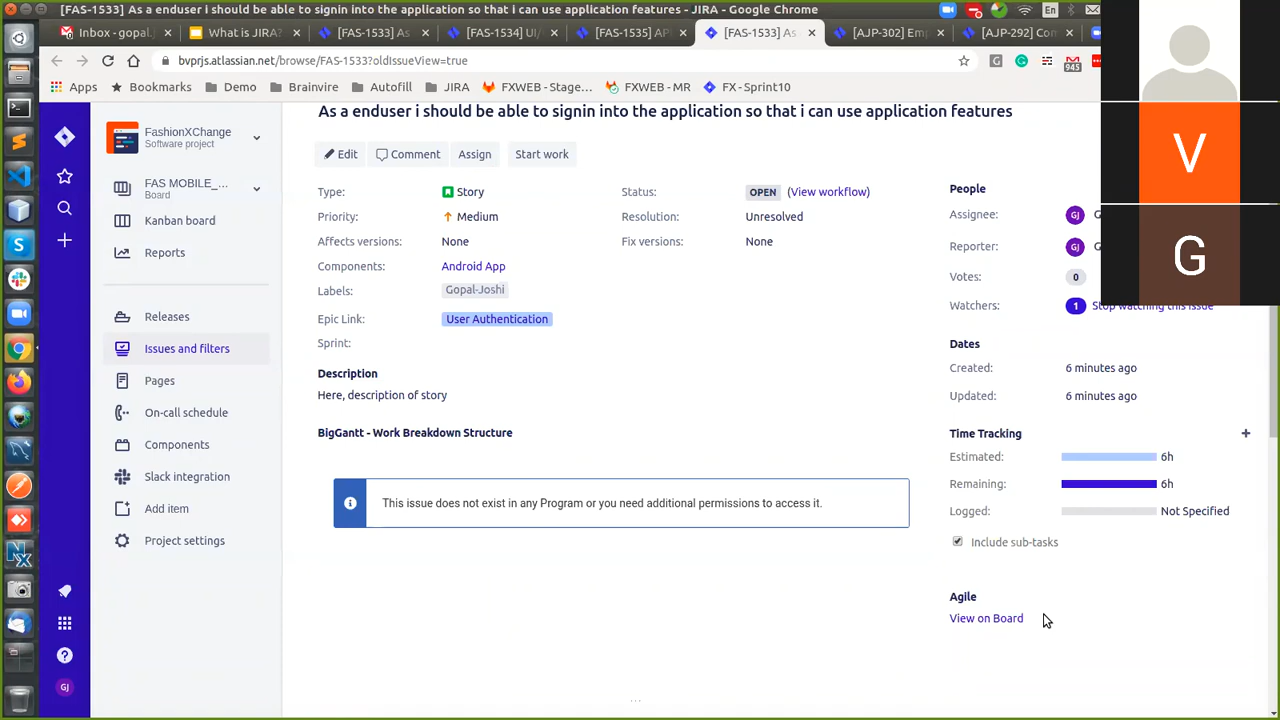 [FAS-1533] As a enduser i should be able to signin into the application so that i can use application features - JIRA - Google Chrome
En
Inbox - gopal.j
What is JIRA?
[FAS-1533] As
[FAS-1534] UI/
[FAS-1535] API
[FAS-1533] As
[AJP-302] Emp
[AJP-292] Com
bvprjs.atlassian.net/browse/FAS-1533?oldIssueView=true
945
Apps
Bookmarks
Demo
Brainvire
Autofill
JIRA
FXWEB - Stage...
FXWEB - MR
FX - Sprint10
FashionXChange
Software project
FAS MOBILE_...
Board
Kanban board
Reports
Releases
Issues and filters
Pages
On-call schedule
Components
Slack integration
Add item
Project settings
GJ
As a enduser i should be able to signin into the application so that i can use application features
Edit
Comment
Assign
Start work
Type: Story
Priority: Medium
Affects versions: None
Components: Android App
Labels: Gopal-Joshi
Epic Link: User Authentication
Sprint:
Status: OPEN (View workflow)
Resolution: Unresolved
Fix versions: None
Description
Here, description of story
BigGantt - Work Breakdown Structure
This issue does not exist in any Program or you need additional permissions to access it.
People
Assignee: GJ G
Reporter: GJ G
Votes: 0
Watchers: 1 Stop watching this issue
Dates
Created: 6 minutes ago
Updated: 6 minutes ago
Time Tracking
Estimated: 6h
Remaining: 6h
Logged: Not Specified
Include sub-tasks
Agile
View on Board
V
G